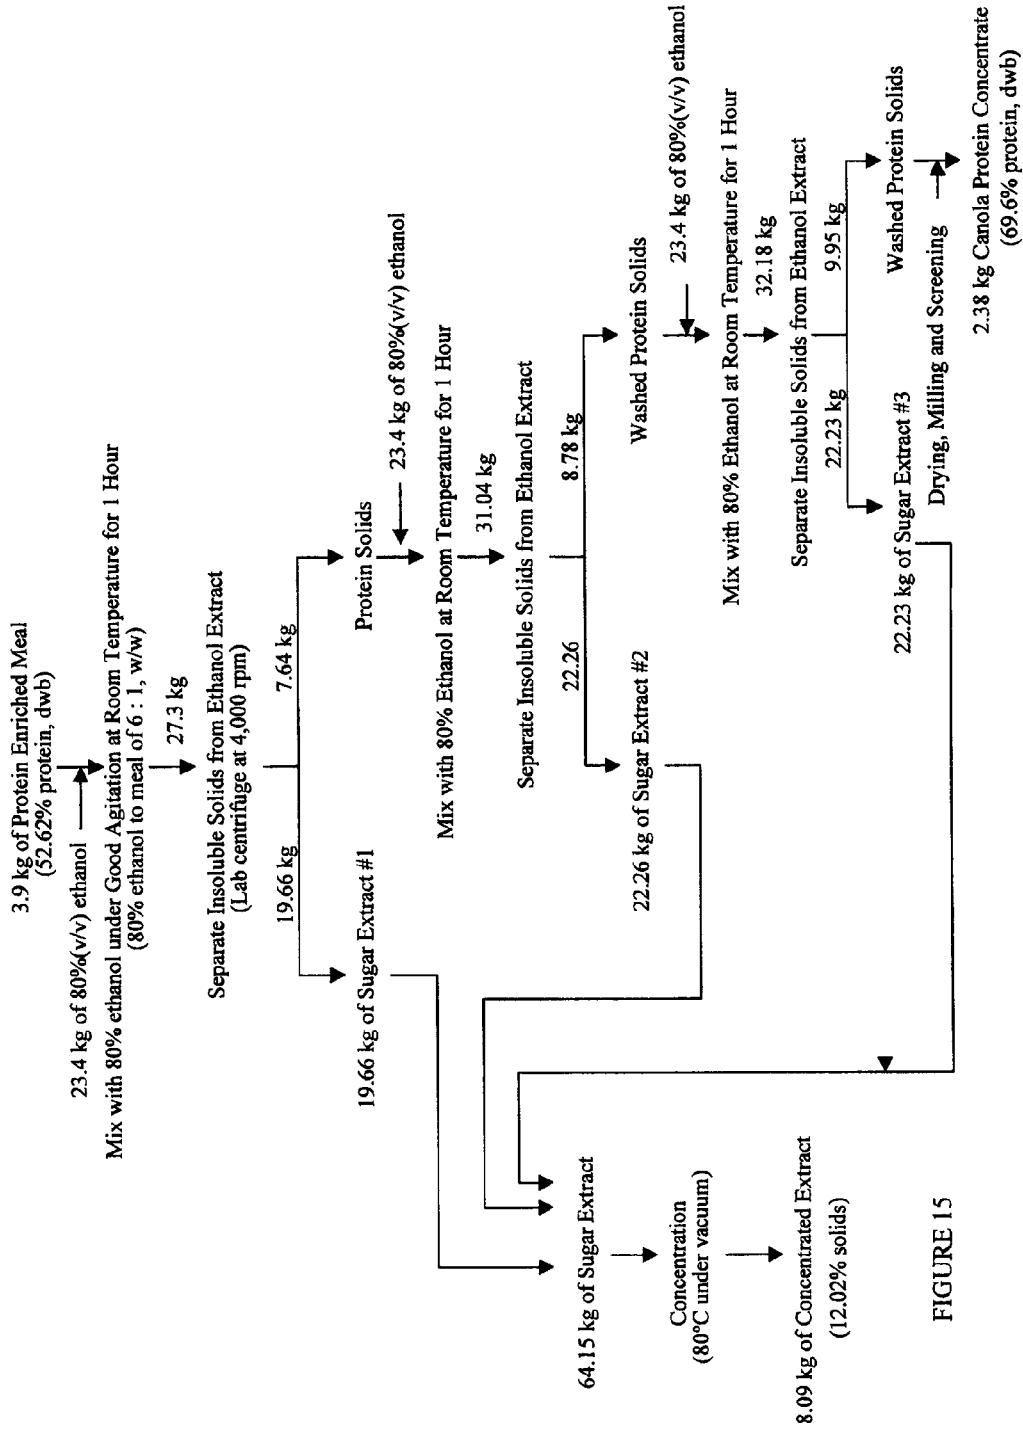 3.9 kg of Protein Enriched Meal
(52.62% protein, dwb)
23.4 kg of 80%(v/v) ethanol
Mix with 80% ethanol under Good Agitation at Room Temperature for 1 Hour
(80% ethanol to meal of 6 : 1, w/w)
27.3 kg
Separate Insoluble Solids from Ethanol Extract
(Lab centrifuge at 4,000 rpm)
19.66 kg
7.64 kg
19.66 kg of Sugar Extract #1
Protein Solids
23.4 kg of 80%(v/v) ethanol
Mix with 80% Ethanol at Room Temperature for 1 Hour
31.04 kg
Separate Insoluble Solids from Ethanol Extract
22.26
8.78 kg
22.26 kg of Sugar Extract #2
Washed Protein Solids
23.4 kg of 80%(v/v) ethanol
Mix with 80% Ethanol at Room Temperature for 1 Hour
32.18 kg
Separate Insoluble Solids from Ethanol Extract
22.23 kg
9.95 kg
22.23 kg of Sugar Extract #3
Washed Protein Solids
Drying, Milling and Screening
2.38 kg Canola Protein Concentrate
(69.6% protein, dwb)
64.15 kg of Sugar Extract
Concentration
(80°C under vacuum)
8.09 kg of Concentrated Extract
(12.02% solids)
FIGURE 15